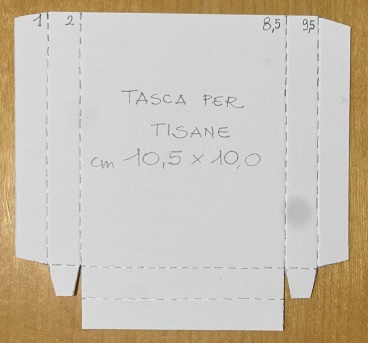 1 2 8,5 9,5
TASCA PER
TISANE
cm 10,5 x 10,0